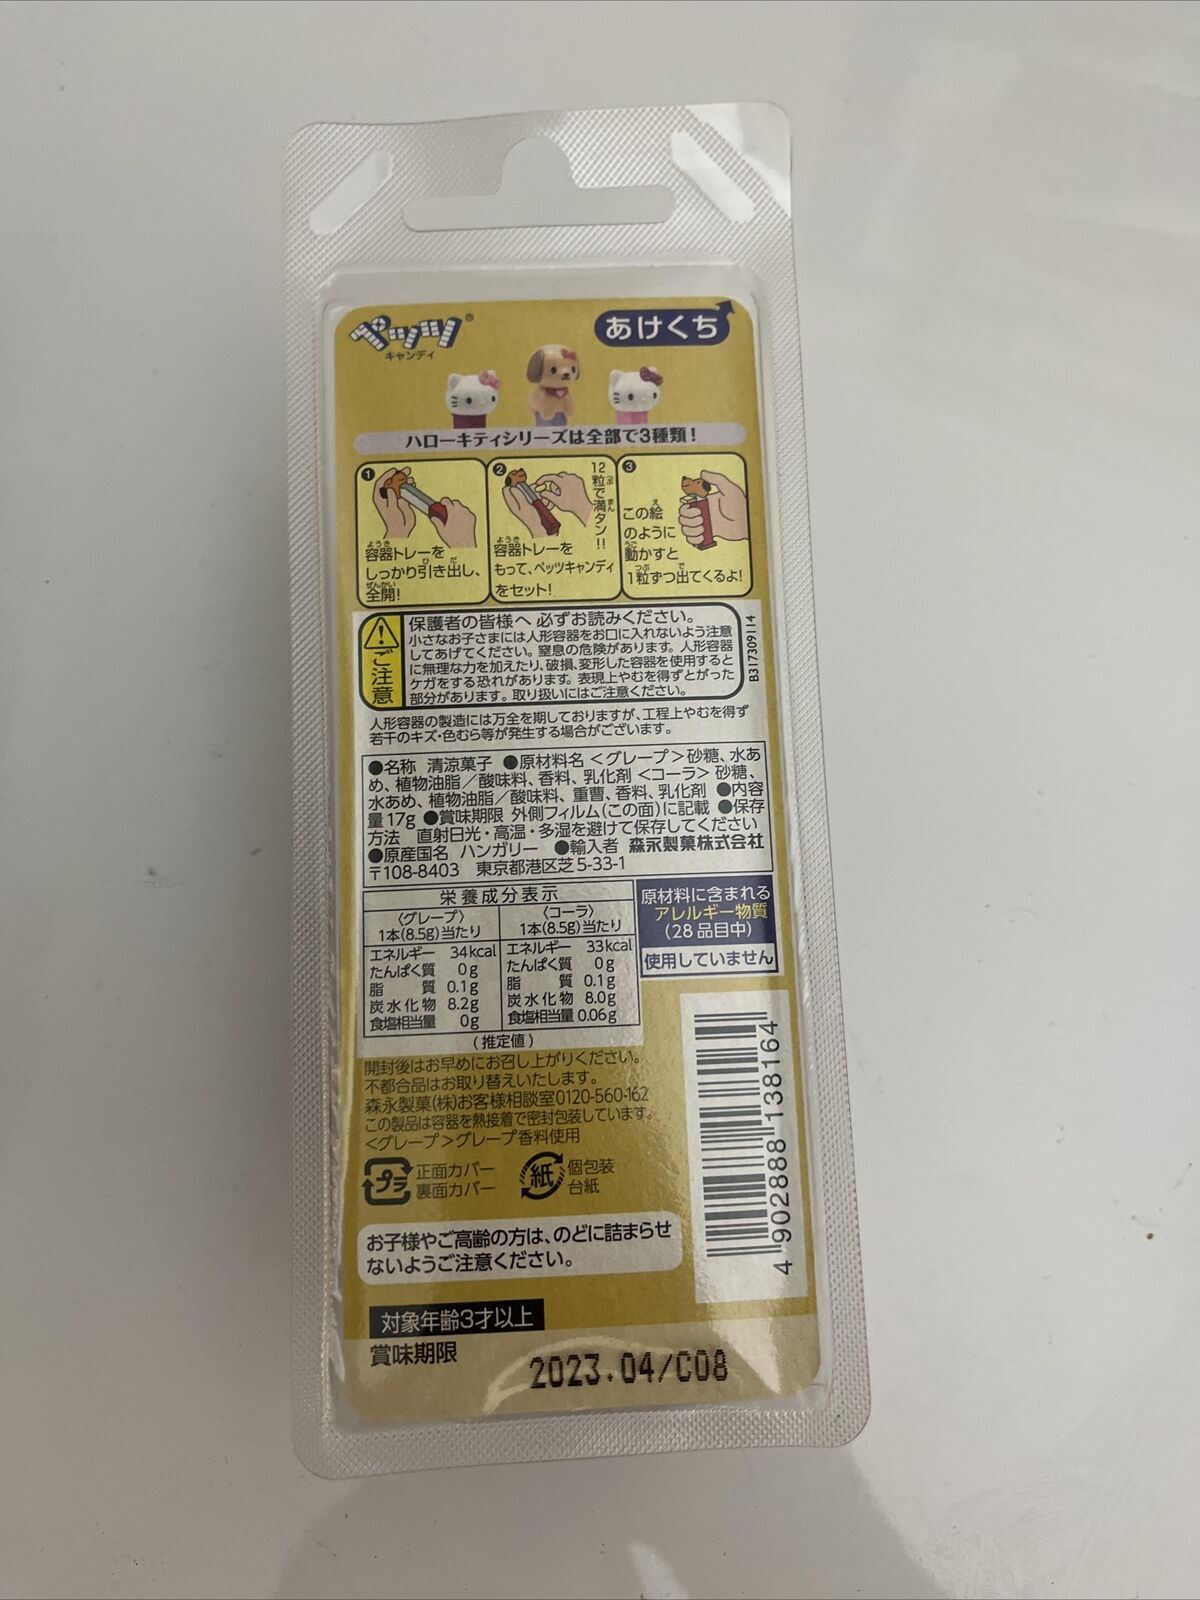 ペッツ®
キャンディ
あけくち
ハローキティシリーズは全部で3種類!
1
容器トレーを
しっかり引き出し、
全開!
2
12粒で満タン!!
容器トレーを
もって、ペッツキャンディ
をセット!
3
この絵
のように
動かすと
1粒ずつ出てくるよ!
ご注意
保護者の皆様へ 必ずお読みください。
小さなお子さまには人形容器をお口に入れないよう注意
してあげてください。窒息の危険があります。人形容器
に無理な力を加えたり、破損、変形した容器を使用すると
ケガをする恐れがあります。表現上やむを得ずとがった
部分があります。取り扱いにはご注意ください。
B317309114
人形容器の製造には万全を期しておりますが、工程上やむを得ず
若干のキズ・色むら等が発生する場合がございます。
●名称 清涼菓子 ●原材料名 <グレープ>砂糖、水あ
め、植物油脂/酸味料、香料、乳化剤 <コーラ> 砂糖、
水あめ、植物油脂/酸味料、重曹、香料、乳化剤 ●内容
量17g ●賞味期限 外側フィルム(この面)に記載 ●保存
方法 直射日光・高温・多湿を避けて保存してください
●原産国名 ハンガリー ●輸入者 森永製菓株式会社
〒108-8403 東京都港区芝5-33-1
栄養成分表示
〈グレープ〉
1本(8.5g)当たり
エネルギー 34kcal
たんぱく質 0g
脂質 0.1g
炭水化物 8.2g
食塩相当量 0g
〈コーラ〉
1本(8.5g)当たり
エネルギー 33kcal
たんぱく質 0g
脂質 0.1g
炭水化物 8.0g
食塩相当量 0.06g
(推定値)
原材料に含まれる
アレルギー物質
(28品目中)
使用していません
開封後はお早めにお召し上がりください。
不都合品はお取り替えいたします。
森永製菓(株)お客様相談室0120-560-162
この製品は容器を熱接着で密封包装しています。
<グレープ>グレープ香料使用
プラ
正面カバー
裏面カバー
紙
個包装
台紙
4 902888 138164
お子様やご高齢の方は、のどに詰まらせ
ないようご注意ください。
対象年齢3才以上
賞味期限
2023.04/C08